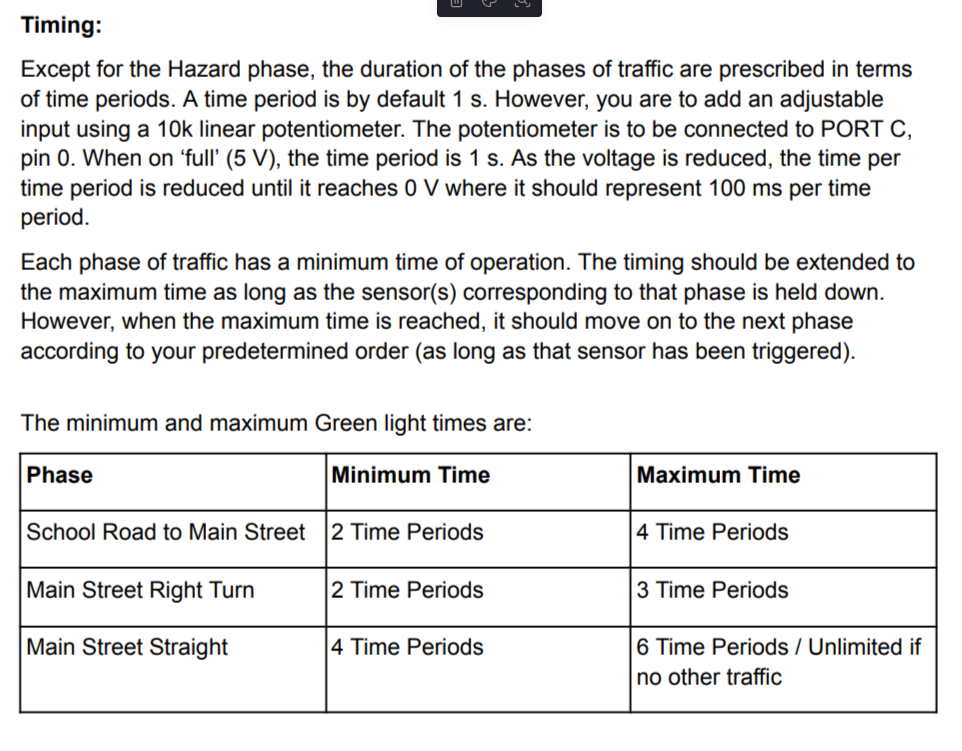 Timing:
Except for the Hazard phase, the duration of the phases of traffic are prescribed in terms
of time periods. A time period is by default 1 s. However, you are to add an adjustable
input using a 10k linear potentiometer. The potentiometer is to be connected to PORT C,
pin 0. When on ‘full’ (5 V), the time period is 1 s. As the voltage is reduced, the time per
time period is reduced until it reaches 0 V where it should represent 100 ms per time
period.
Each phase of traffic has a minimum time of operation. The timing should be extended to
the maximum time as long as the sensor(s) corresponding to that phase is held down.
However, when the maximum time is reached, it should move on to the next phase
according to your predetermined order (as long as that sensor has been triggered).
The minimum and maximum Green light times are:
Phase Minimum Time Maximum Time
School Road to Main Street 2 Time Periods 4 Time Periods
Main Street Right Turn 2 Time Periods 3 Time Periods
Main Street Straight 4 Time Periods 6 Time Periods / Unlimited if
no other traffic